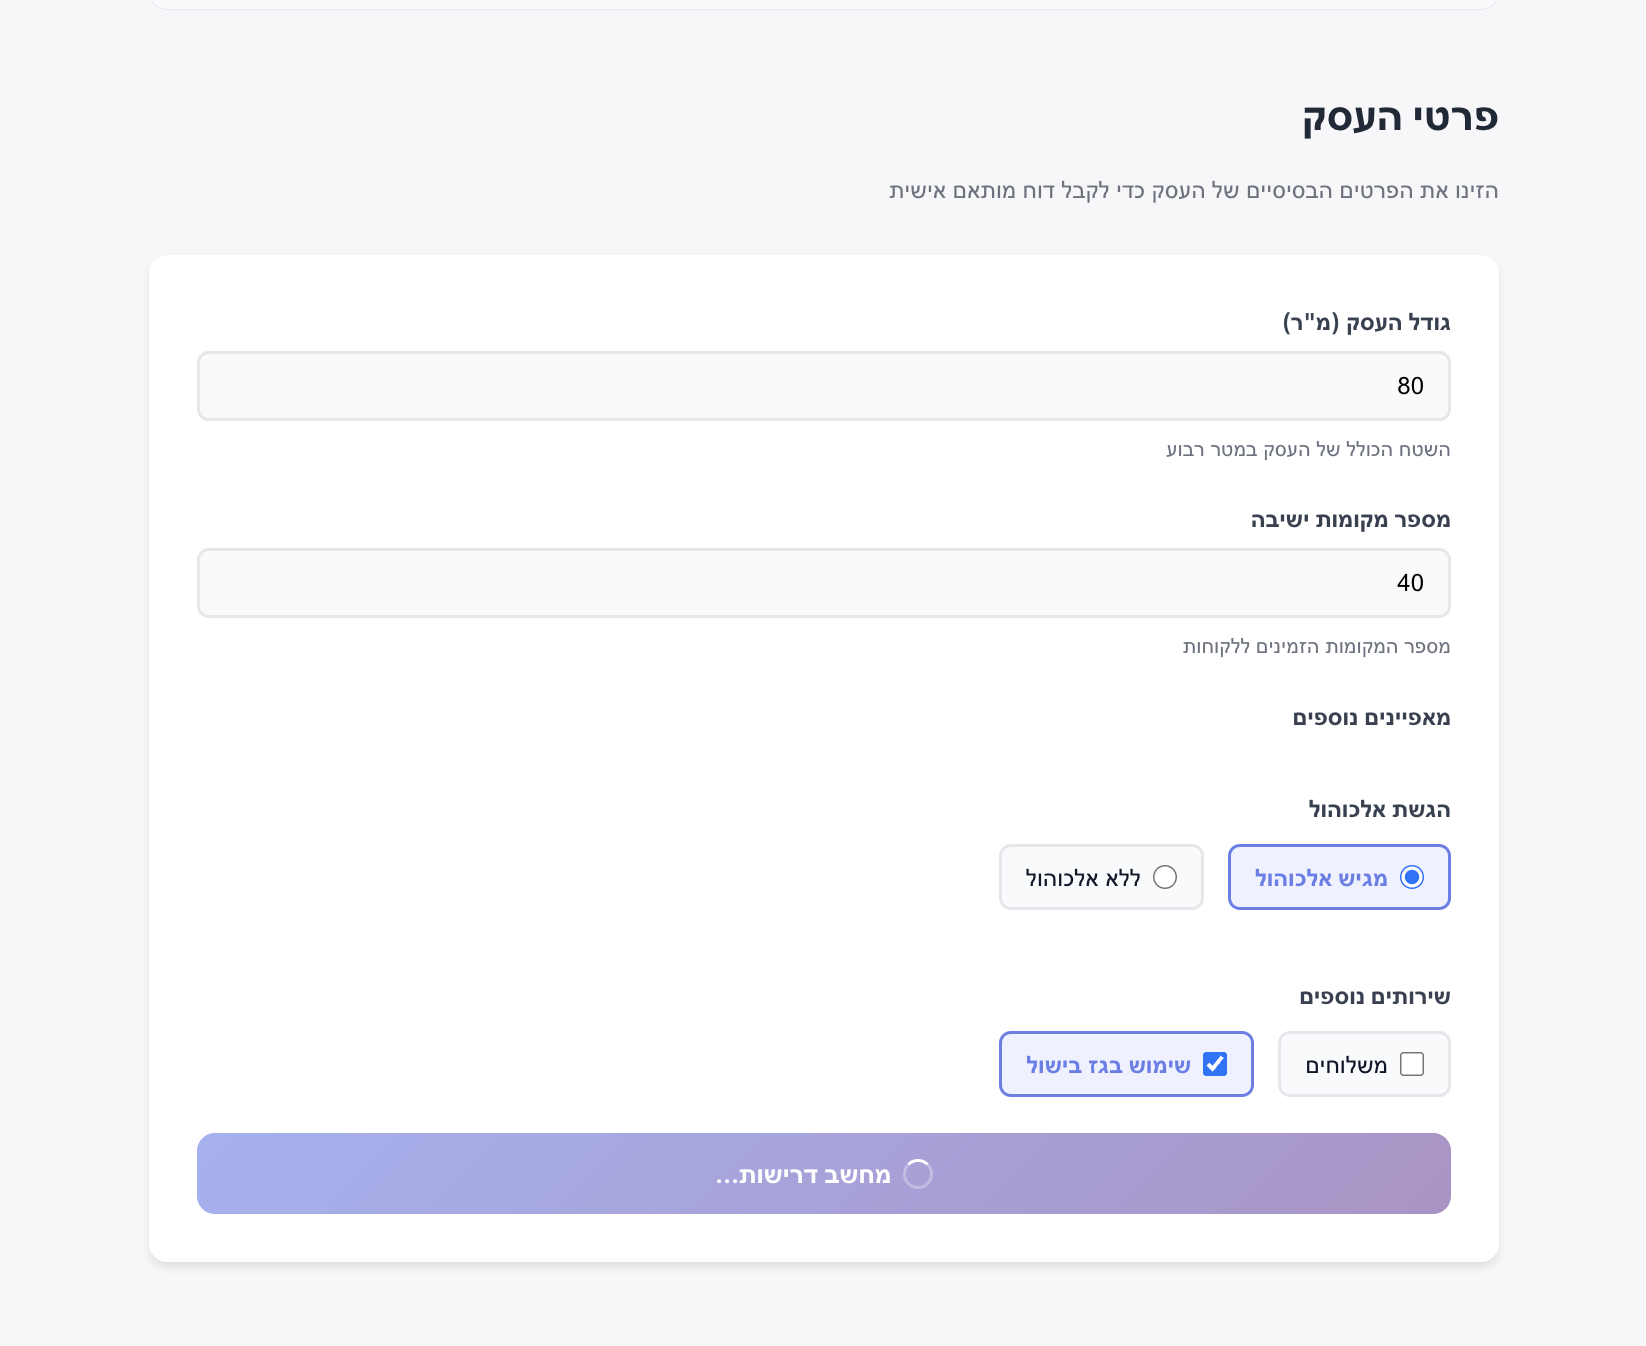 פרטי העסק
הזינו את הפרטים הבסיסיים של העסק כדי לקבל דוח מותאם אישית
גודל העסק (מ"ר)
80
השטח הכולל של העסק במטר רבוע
מספר מקומות ישיבה
40
מספר המקומות הזמינים ללקוחות
מאפיינים נוספים
הגשת אלכוהול
מגיש אלכוהול
ללא אלכוהול
שירותים נוספים
משלוחים
שימוש בגז בישול
מחשב דרישות...